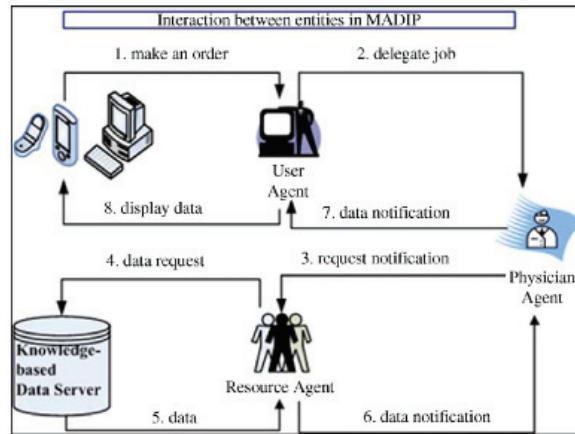 Interaction between entities in MADIP
1. make an order
2. delegate job
User
Agent
8. display data
7. data notification
4. data request
3. request notification
Physician
Agent
Knowledge-
based
Data Server
Resource Agent
5. data
6. data notification